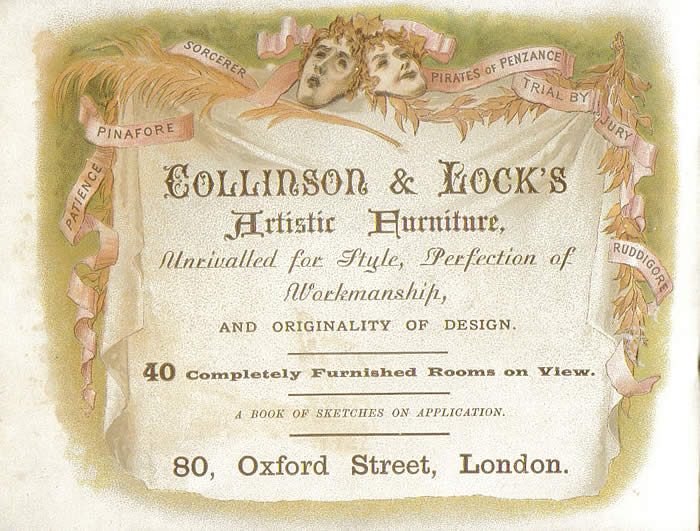 SORCERER
PIRATES OF PENZANCE
TRIAL BY
JURY
PINAFORE
PATIENCE
RUDDIGORE
COLLINSON & LOCK'S
Artistic Furniture,
Unrivalled for Style, Perfection of
Workmanship,
AND ORIGINALITY OF DESIGN.
40 Completely Furnished Rooms on View.
A BOOK OF SKETCHES ON APPLICATION.
80, Oxford Street, London.